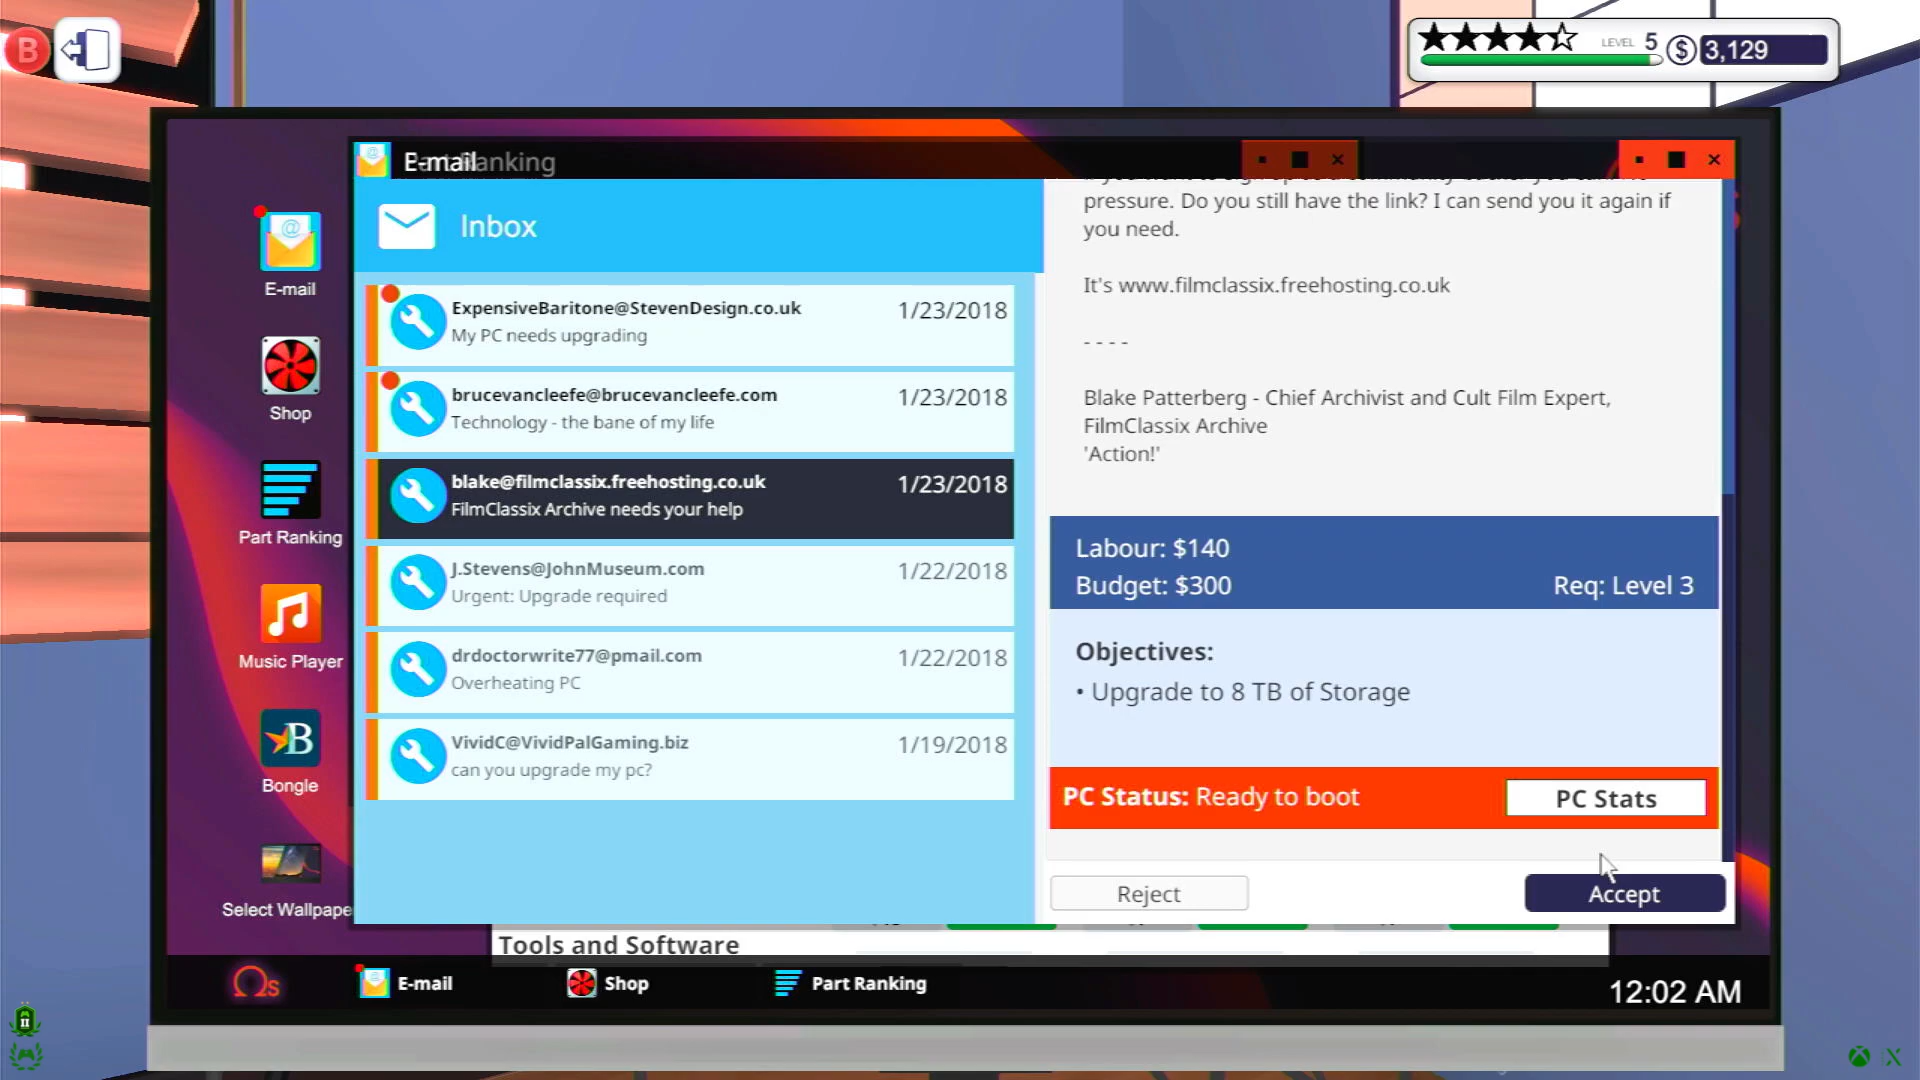 B
LEVEL 5
$ 3,129
E-mail
Ranking
Inbox
pressure. Do you still have the link? I can send you it again if
you need.
It's www.filmclassix.freehosting.co.uk
- - - -
Blake Patterberg - Chief Archivist and Cult Film Expert,
FilmClassix Archive
'Action!'
E-mail
Shop
Part Ranking
Music Player
B
Bongle
Select Wallpape
ExpensiveBaritone@StevenDesign.co.uk 1/23/2018
My PC needs upgrading
brucevancleefe@brucevancleefe.com 1/23/2018
Technology - the bane of my life
blake@filmclassix.freehosting.co.uk 1/23/2018
FilmClassix Archive needs your help
J.Stevens@JohnMuseum.com 1/22/2018
Urgent: Upgrade required
drdoctorwrite77@pmail.com 1/22/2018
Overheating PC
VividC@VividPalGaming.biz 1/19/2018
can you upgrade my pc?
Labour: $140
Budget: $300 Req: Level 3
Objectives:
• Upgrade to 8 TB of Storage
PC Status: Ready to boot PC Stats
Reject Accept
Tools and Software
Ωs E-mail Shop Part Ranking 12:02 AM
II
X